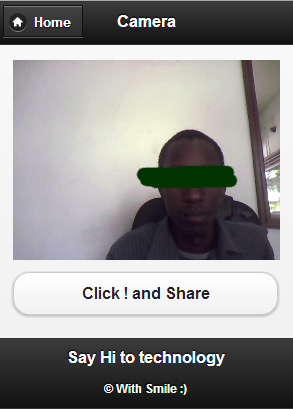 Home
Camera
Click ! and Share
Say Hi to technology
© With Smile :)